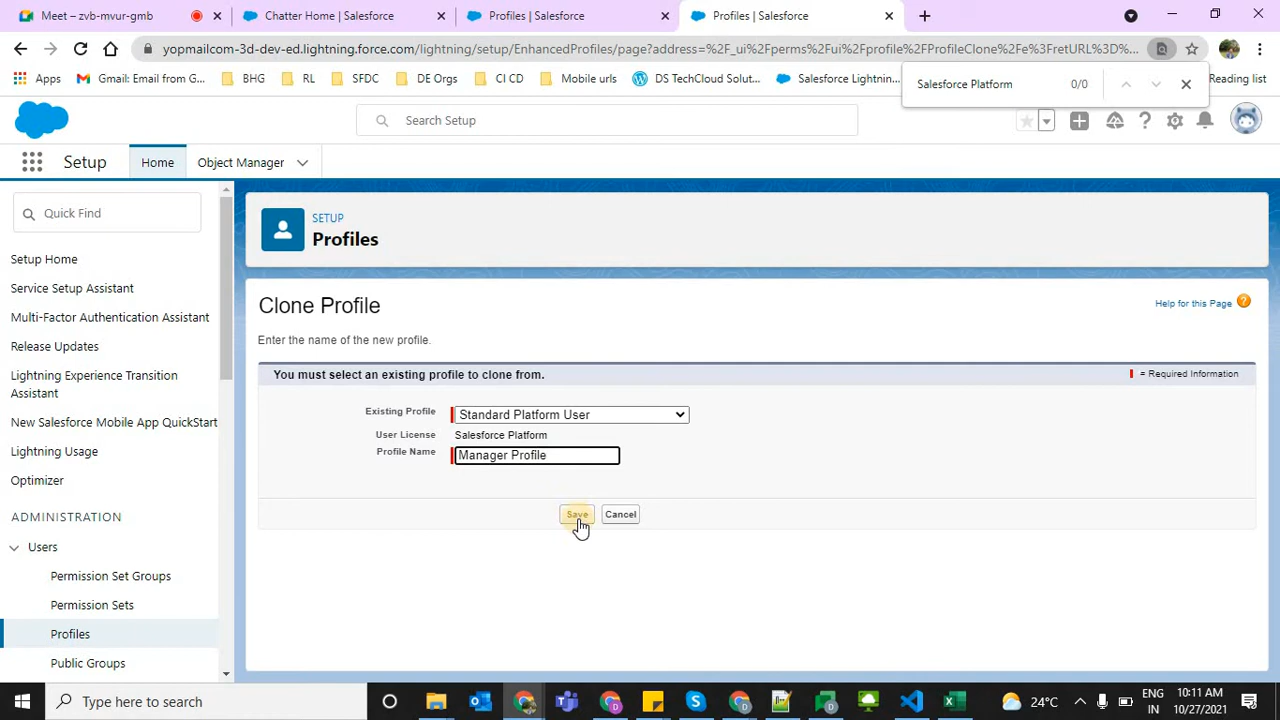 Meet – zvb-mvur-gmb
Chatter Home | Salesforce
Profiles | Salesforce
Profiles | Salesforce
yopmailcom-3d-dev-ed.lightning.force.com/lightning/setup/EnhancedProfiles/page?address=%2F_ui%2Fperms%2Fui%2Fprofile%2FProfileClone%2Fe%3FretURL%3D%...
Apps
Gmail: Email from G...
BHG
RL
SFDC
DE Orgs
CI CD
Mobile urls
DS TechCloud Solut...
Salesforce Lightnin...
Reading list
Salesforce Platform 0/0
Search Setup
Setup
Home
Object Manager
Quick Find
Setup Home
Service Setup Assistant
Multi-Factor Authentication Assistant
Release Updates
Lightning Experience Transition
Assistant
New Salesforce Mobile App QuickStart
Lightning Usage
Optimizer
ADMINISTRATION
Users
Permission Set Groups
Permission Sets
Profiles
Public Groups
SETUP
Profiles
Clone Profile
Help for this Page
Enter the name of the new profile.
You must select an existing profile to clone from.
= Required Information
Existing Profile Standard Platform User
User License Salesforce Platform
Profile Name Manager Profile
Save
Cancel
Type here to search
24°C
ENG
IN
10:11 AM
10/27/2021